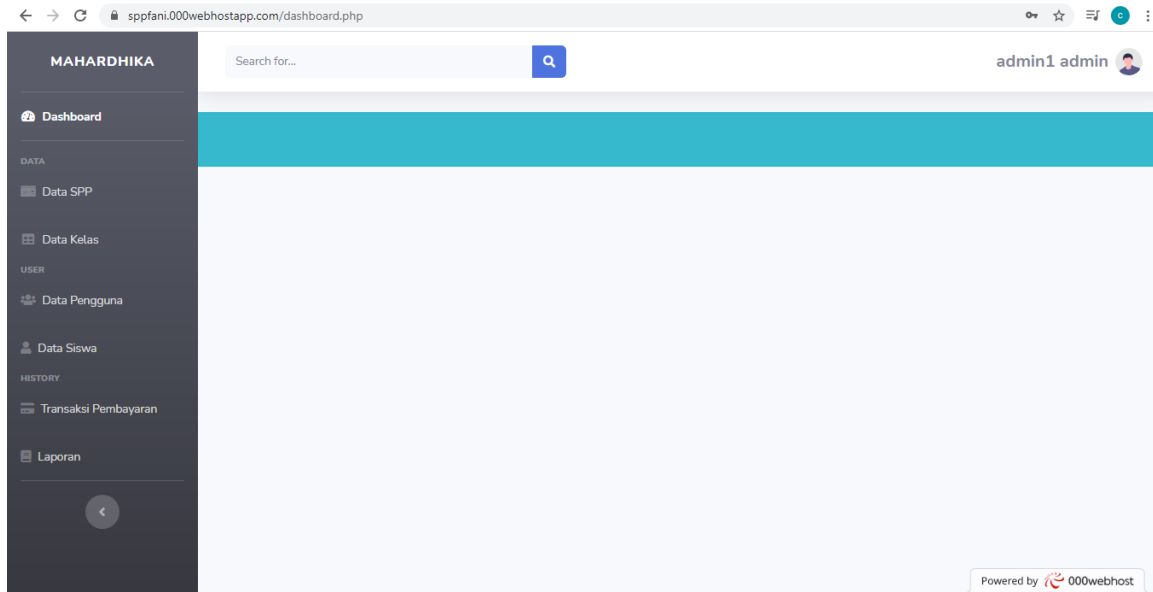 sppfani.000webhostapp.com/dashboard.php
c
MAHARDHIKA
Search for...
admin1 admin
Dashboard
DATA
Data SPP
Data Kelas
USER
Data Pengguna
Data Siswa
HISTORY
Transaksi Pembayaran
Laporan
Powered by 000webhost